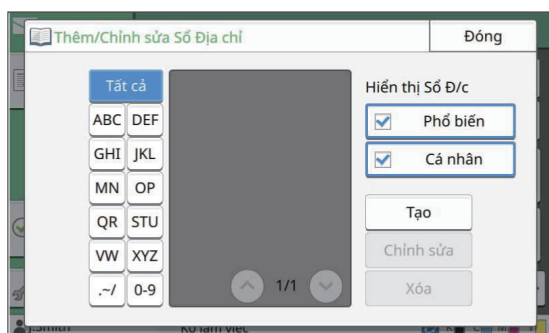 Thêm/Chỉnh sửa Sổ Địa chỉ
Đóng
Tất cả
ABC DEF
GHI JKL
MN OP
QR STU
VW XYZ
.~/ 0-9
1/1
Hiển thị Sổ Đ/c
Phổ biến
Cá nhân
Tạo
Chỉnh sửa
Xóa
J.Smith